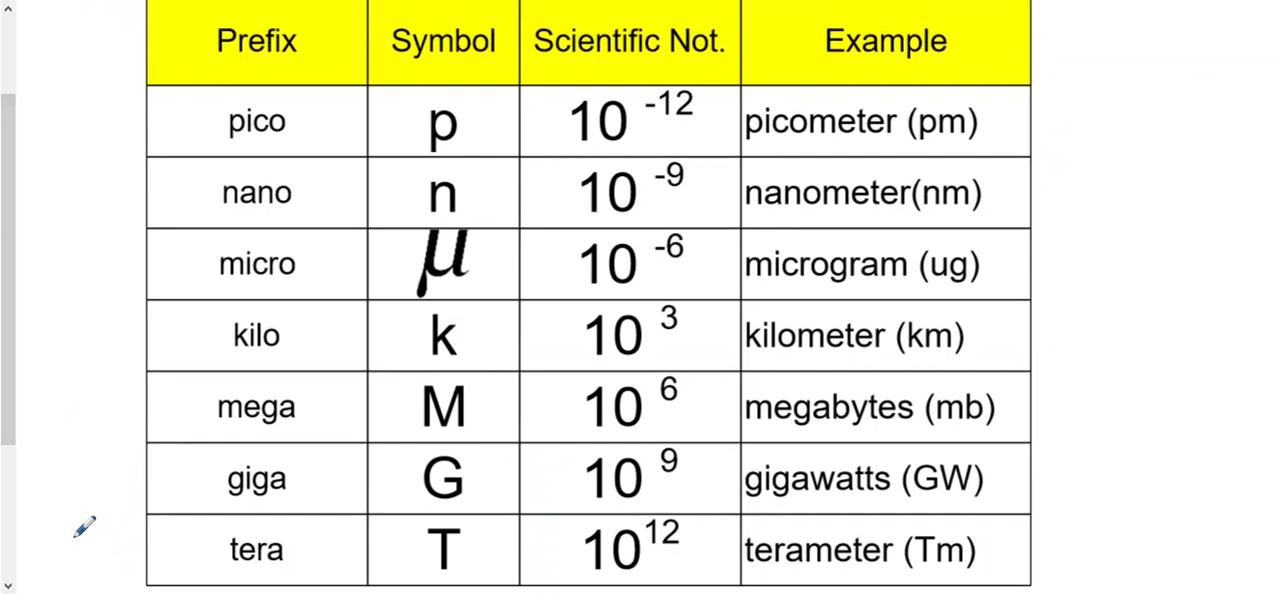 Prefix Symbol Scientific Not. Example
pico p 10 -12 picometer (pm)
nano n 10 -9 nanometer(nm)
micro μ 10 -6 microgram (ug)
kilo k 10 3 kilometer (km)
mega M 10 6 megabytes (mb)
giga G 10 9 gigawatts (GW)
tera T 10 12 terameter (Tm)